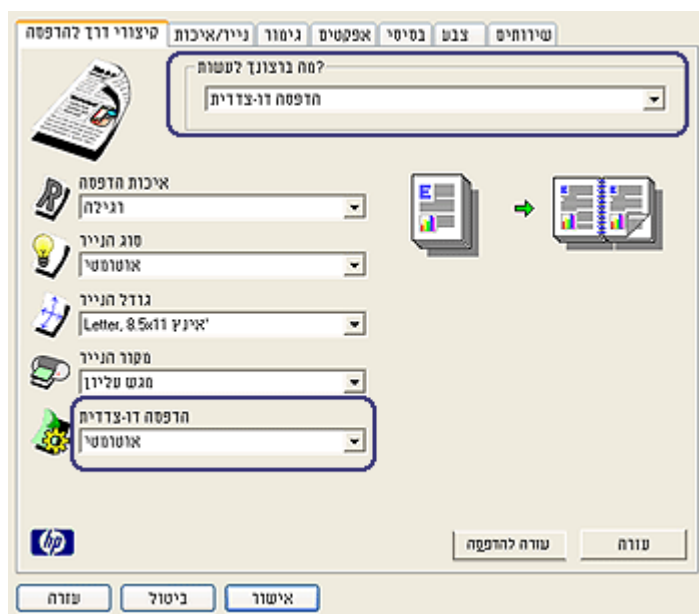 קיצורי דרך להדפסה
נייר/איכות
גימור
אפקטים
בסיסי
צבע
שירותים
?מה ברצונך לעשות
הדפסה דו-צדדית
איכות הדפסה
רגילה
סוג הנייר
אוטומטי
גודל הנייר
Letter, 8.5x11 אינץ'
מקור הנייר
מגש עליון
הדפסה דו-צדדית
אוטומטי
hp
עזרה להדפסה
עזרה
אישור
ביטול
עזרה